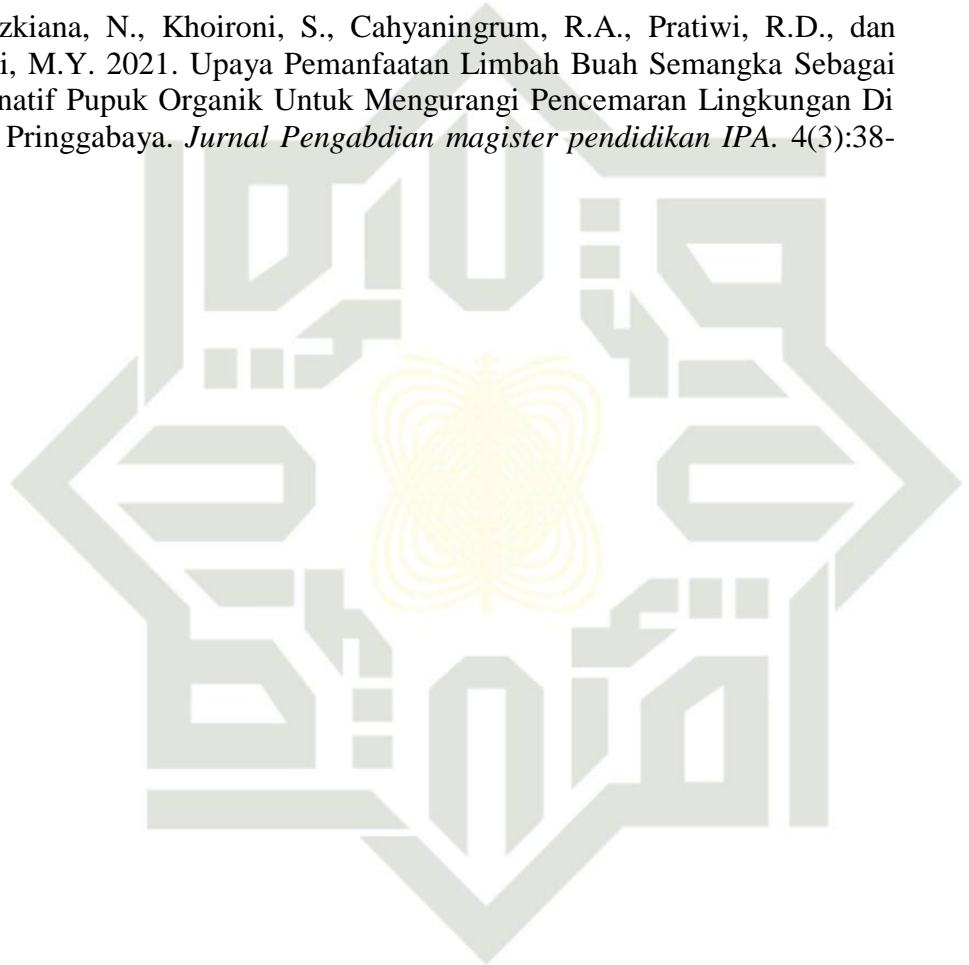 zkiana, N., Khoironi, S., Cahyaningrum, R.A., Pratiwi, R.D., dan
i, M.Y. 2021. Upaya Pemanfaatan Limbah Buah Semangka Sebagai
natif Pupuk Organik Untuk Mengurangi Pencemaran Lingkungan Di
Pringgabaya. Jurnal Pengabdian magister pendidikan IPA. 4(3):38-